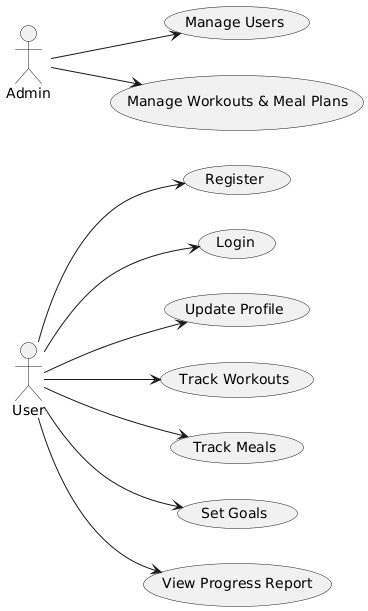 Manage Users
Admin
Manage Workouts & Meal Plans
Register
Login
Update Profile
Track Workouts
User
Track Meals
Set Goals
View Progress Report